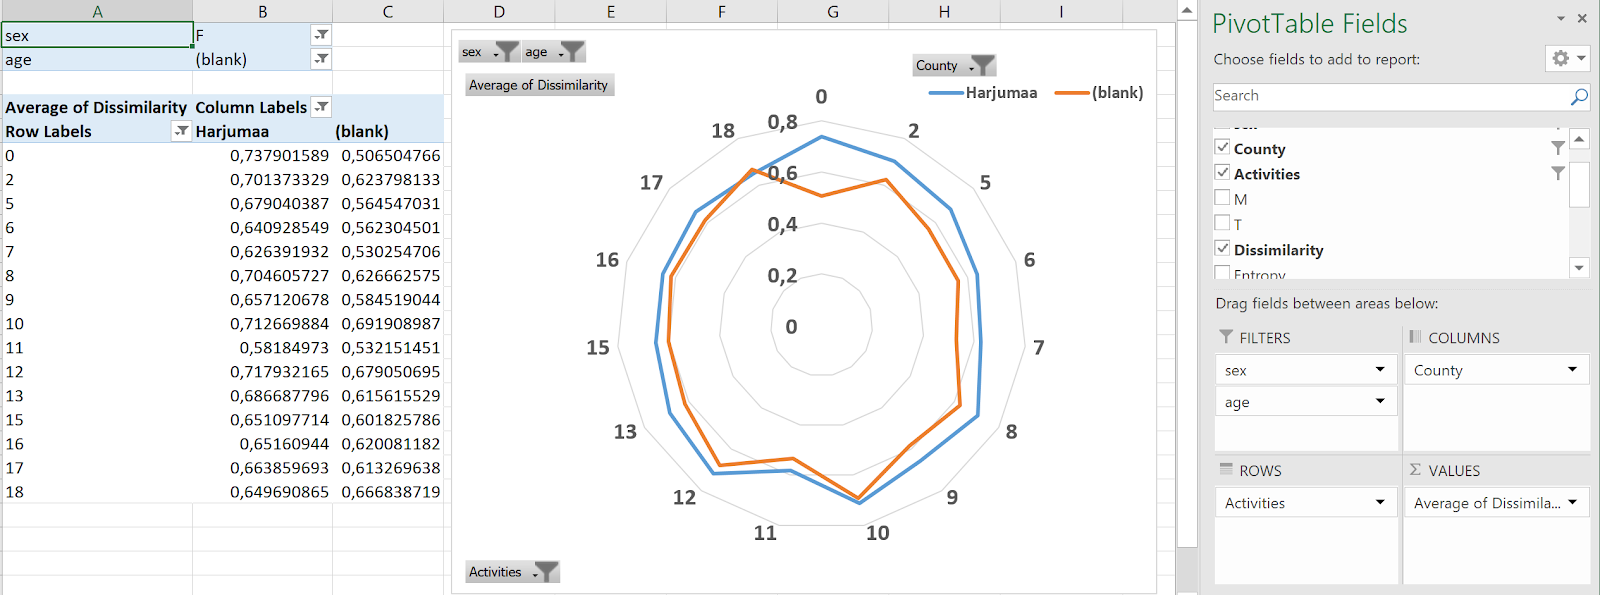 A B C D E F G H I
sex F
age (blank)
Average of Dissimilarity Column Labels
Row Labels Harjumaa (blank)
0 0,737901589 0,506504766
2 0,701373329 0,623798133
5 0,679040387 0,564547031
6 0,640928549 0,562304501
7 0,626391932 0,530254706
8 0,704605727 0,626662575
9 0,657120678 0,584519044
10 0,712669884 0,691908987
11 0,58184973 0,532151451
12 0,717932165 0,679050695
13 0,686687796 0,615615529
15 0,651097714 0,601825786
16 0,65160944 0,620081182
17 0,663859693 0,613269638
18 0,649690865 0,666838719
sex age
County
Average of Dissimilarity
Harjumaa (blank)
0
0,8
18 2
0,6
17 5
0,4
16 6
0,2
0
15 7
13 8
12 9
11 10
Activities
PivotTable Fields
Choose fields to add to report:
Search
County
Activities
M
T
Dissimilarity
Entropy
Drag fields between areas below:
FILTERS
sex
age
COLUMNS
County
ROWS
Activities
Σ VALUES
Average of Dissimila...